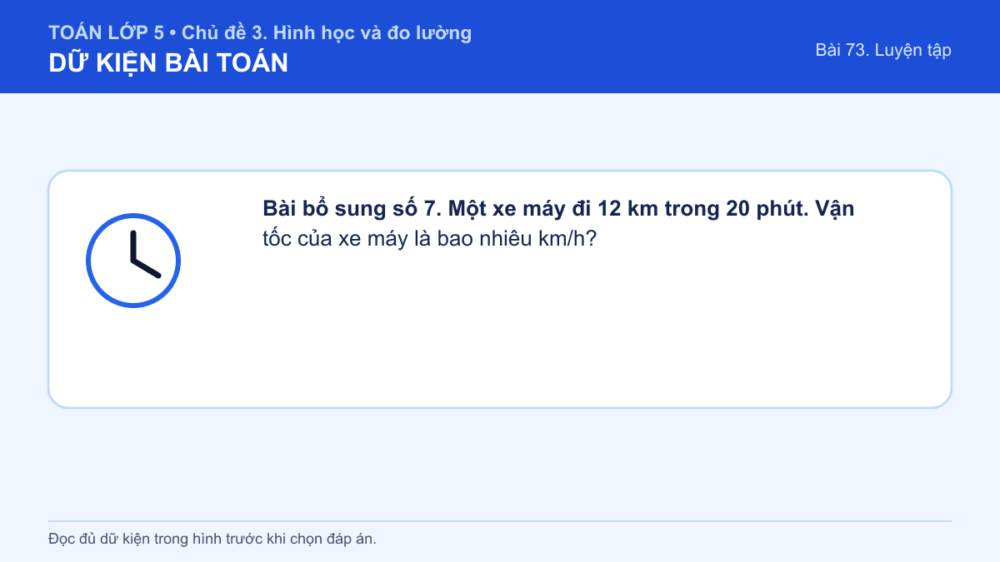 TOÁN LỚP 5 • Chủ đề 3. Hình học và đo lường
DỮ KIỆN BÀI TOÁN
Bài 73. Luyện tập
Bài bổ sung số 7. Một xe máy đi 12 km trong 20 phút. Vận
tốc của xe máy là bao nhiêu km/h?
Đọc đủ dữ kiện trong hình trước khi chọn đáp án.